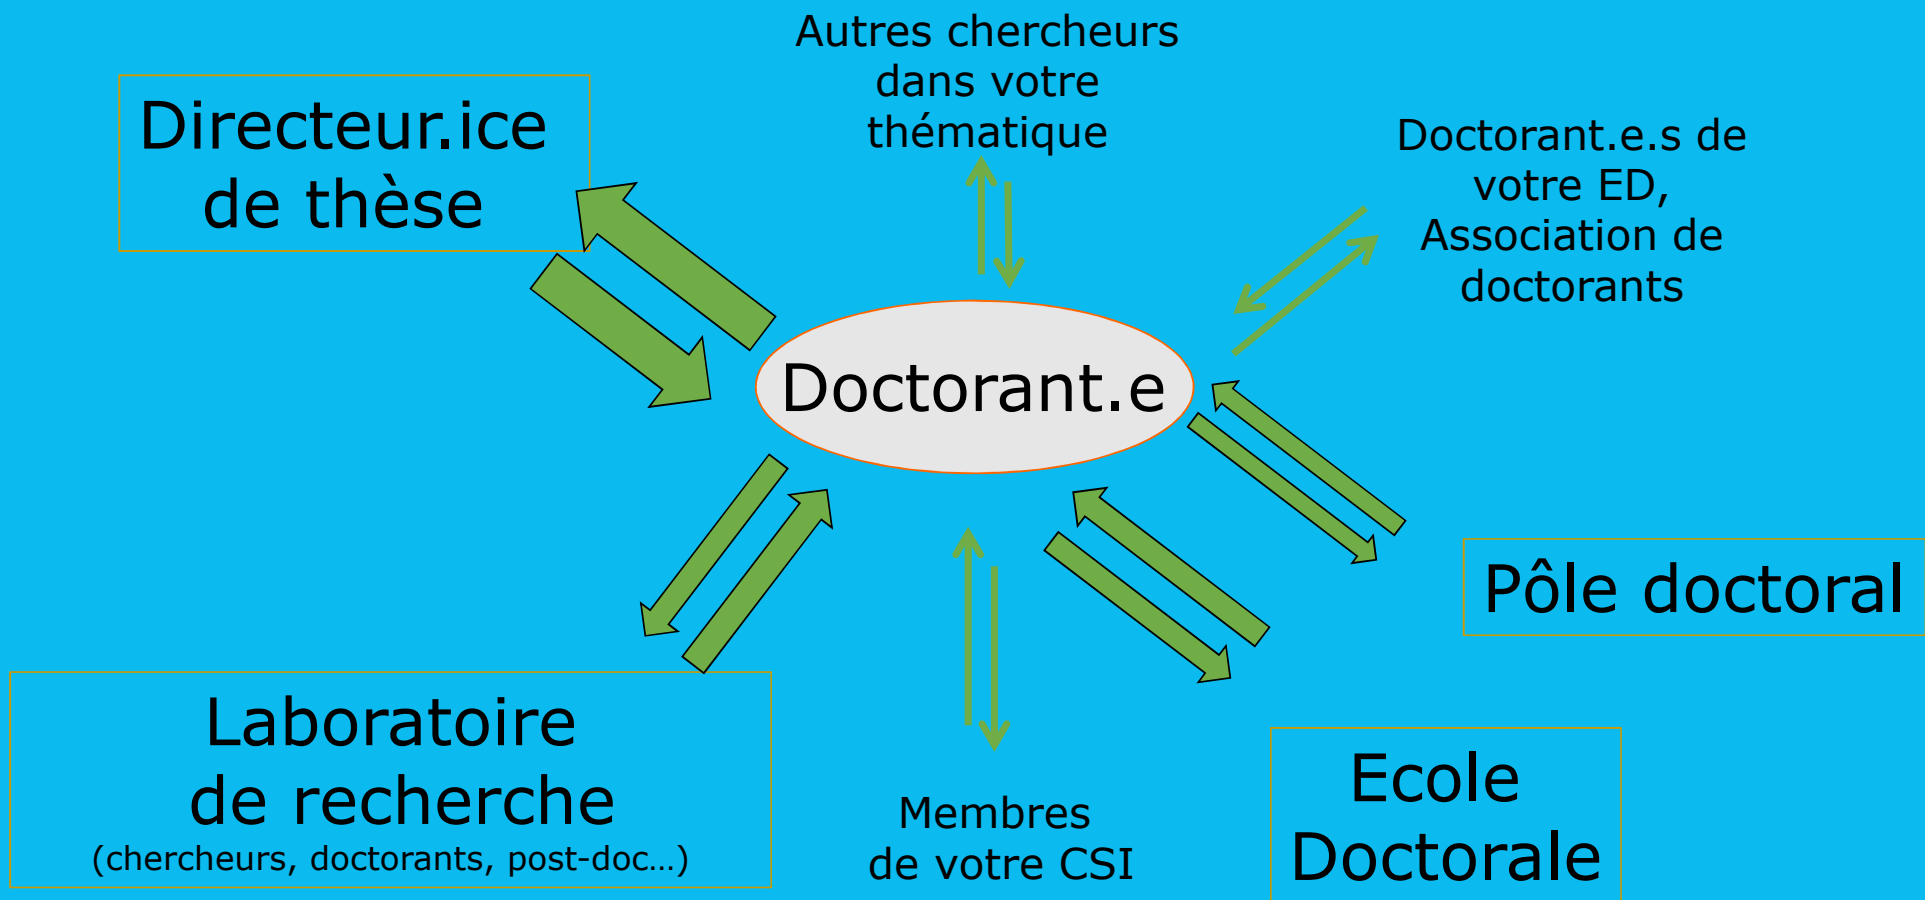 Autres chercheurs
dans votre
thématique
Directeur.ice
de thèse
Doctorant.e.s de
votre ED,
Association de
doctorants
Doctorant.e
Pôle doctoral
Laboratoire
de recherche
(chercheurs, doctorants, post-doc…)
Membres
de votre CSI
Ecole
Doctorale